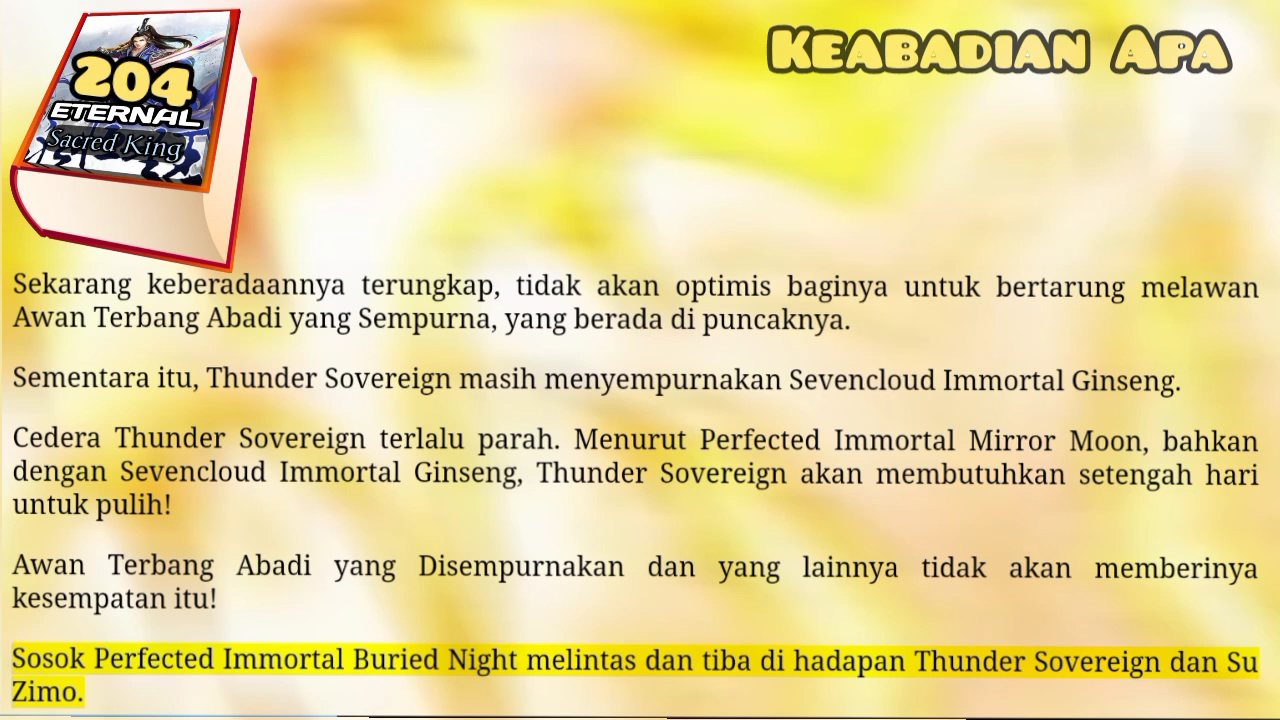 204
ETERNAL
Sacred King
KEABADIAN APA
Sekarang keberadaannya terungkap, tidak akan optimis baginya untuk bertarung melawan
Awan Terbang Abadi yang Sempurna, yang berada di puncaknya.
Sementara itu, Thunder Sovereign masih menyempurnakan Sevencloud Immortal Ginseng.
Cedera Thunder Sovereign terlalu parah. Menurut Perfected Immortal Mirror Moon, bahkan
dengan Sevencloud Immortal Ginseng, Thunder Sovereign akan membutuhkan setengah hari
untuk pulih!
Awan Terbang Abadi yang Disempurnakan dan yang lainnya tidak akan memberinya
kesempatan itu!
Sosok Perfected Immortal Buried Night melintas dan tiba di hadapan Thunder Sovereign dan Su
Zimo.